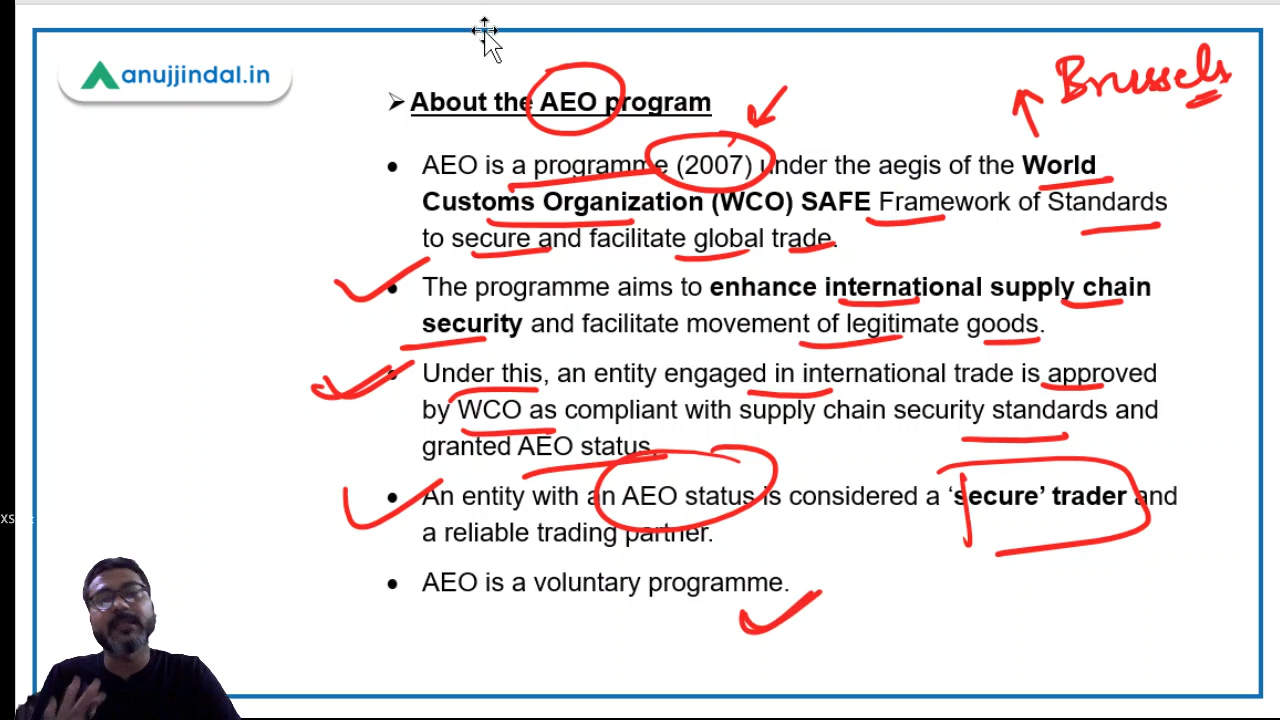 anujjindal.in
Brussels
➢ About the AEO program
• AEO is a programme (2007) under the aegis of the World
Customs Organization (WCO) SAFE Framework of Standards
to secure and facilitate global trade.
• The programme aims to enhance international supply chain
security and facilitate movement of legitimate goods.
• Under this, an entity engaged in international trade is approved
by WCO as compliant with supply chain security standards and
granted AEO status.
• An entity with an AEO status is considered a ‘secure’ trader and
a reliable trading partner.
• AEO is a voluntary programme.